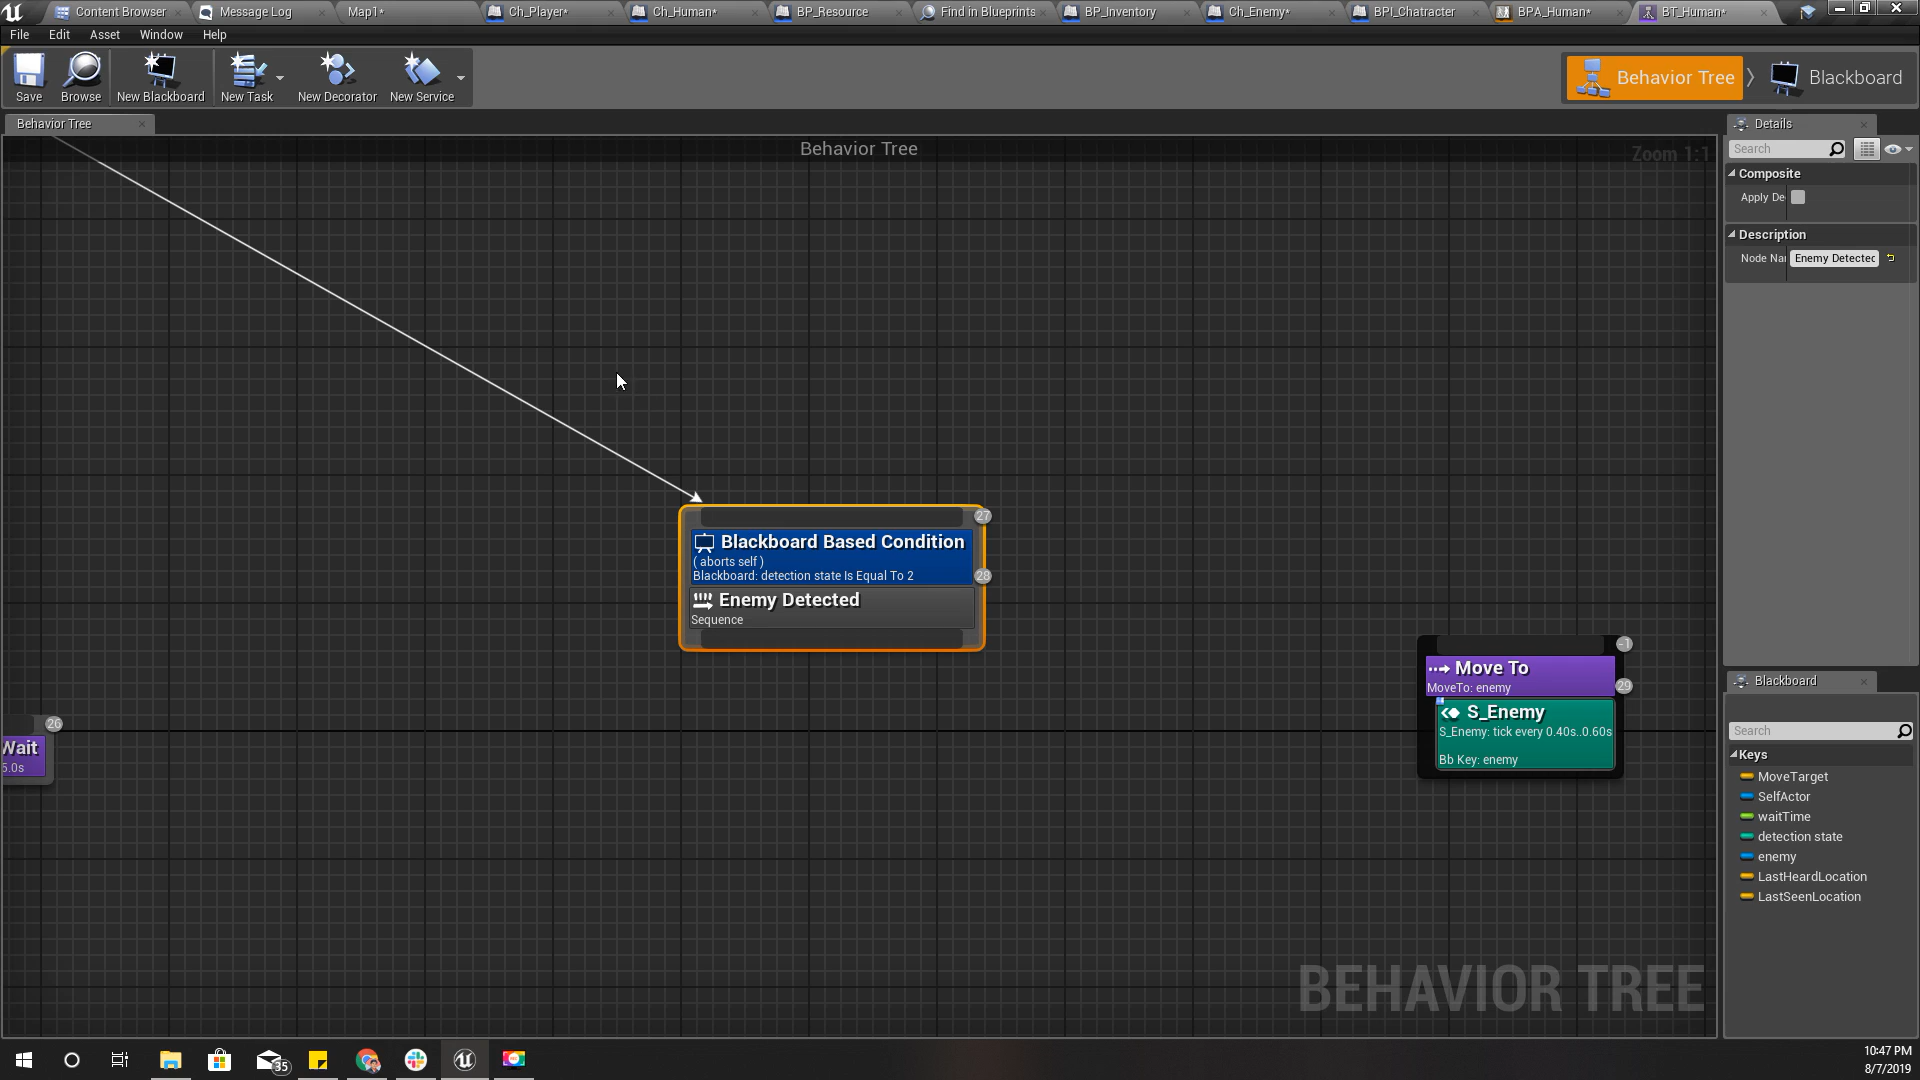 Content Browser
Message Log
Map1*
Ch_Player*
Ch_Human*
BP_Resource
Find in Blueprints
BP_Inventory
Ch_Enemy*
BPI_Chatracter
BPA_Human*
BT_Human*
File Edit Asset Window Help
Save
Browse
New Blackboard
New Task
New Decorator
New Service
Behavior Tree
Blackboard
Behavior Tree
Behavior Tree
Zoom 1:1
27
Blackboard Based Condition
( aborts self )
Blackboard: detection state Is Equal To 2
28
Enemy Detected
Sequence
26
Wait
5.0s
-1
Move To
MoveTo: enemy
29
S_Enemy
S_Enemy: tick every 0.40s..0.60s
Bb Key: enemy
BEHAVIOR TREE
Details
Search
Composite
Apply De
Description
Node Na
Enemy Detected
Blackboard
Search
Keys
MoveTarget
SelfActor
waitTime
detection state
enemy
LastHeardLocation
LastSeenLocation
35
10:47 PM
8/7/2019